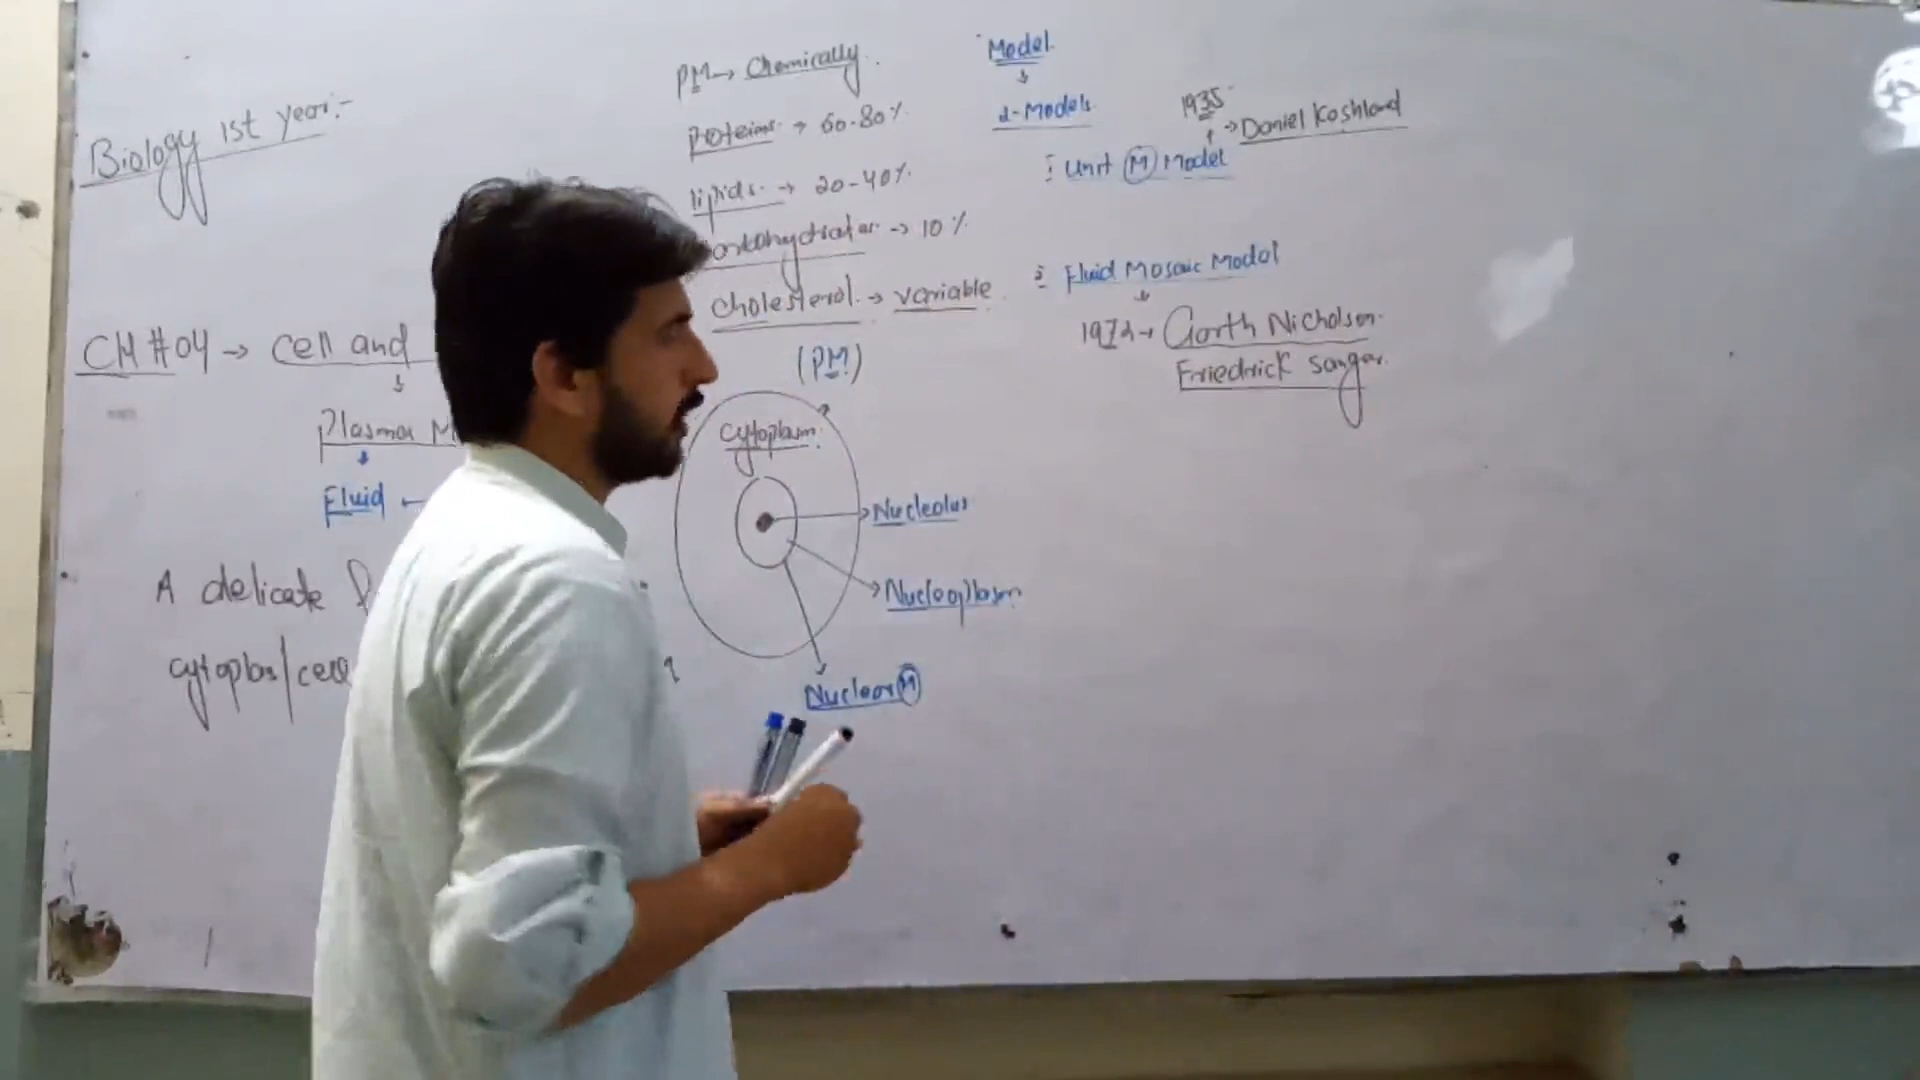 Biology 1st year:-
CH #04 → cell and
Plasma M
Fluid ←
A delicate
cytoplas/cell
PM → Chemically.
Proteins → 60-80%
lipids → 20-40%
arbohydrates → 10%
Cholesterol → variable
(PM)
Cytoplasm
Nucleolus
Nucleoplasm
Nuclear M
Model
2-Models
1935
→ Daniel Koshland
Unit M Model
Fluid Mosaic Model
1972 → Garth Nicholson
Friedrick Sanger